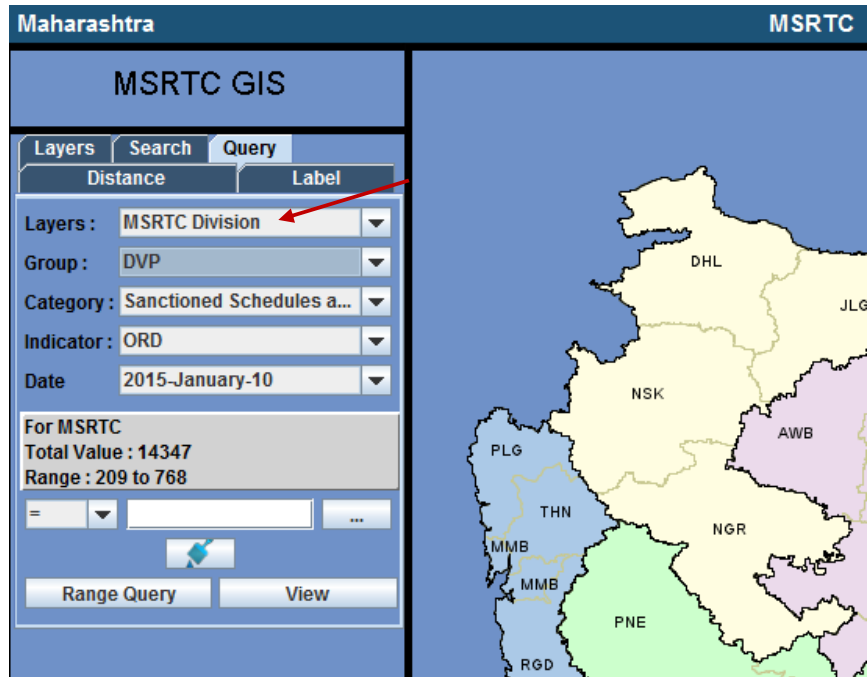 Maharashtra MSRTC
MSRTC GIS
Layers Search Query
Distance Label
Layers : MSRTC Division
Group : DVP
Category : Sanctioned Schedules a...
Indicator : ORD
Date 2015-January-10
For MSRTC
Total Value : 14347
Range : 209 to 768
= ...
Range Query View
DHL
JLG
NSK
AWB
PLG
THN
NGR
MMB
MMB
PNE
RGD